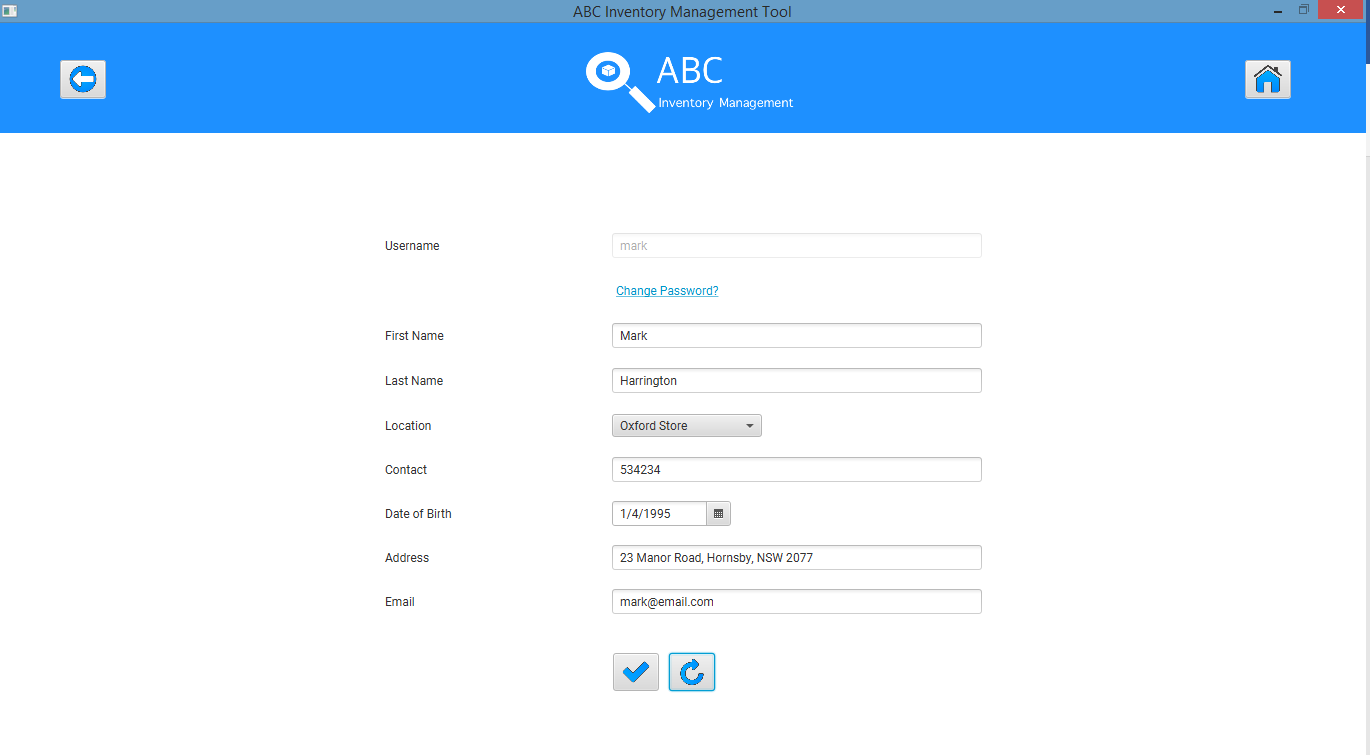 ABC Inventory Management Tool
ABC
Inventory Management
Username mark
Change Password?
First Name Mark
Last Name Harrington
Location Oxford Store
Contact 534234
Date of Birth 1/4/1995
Address 23 Manor Road, Hornsby, NSW 2077
Email mark@email.com